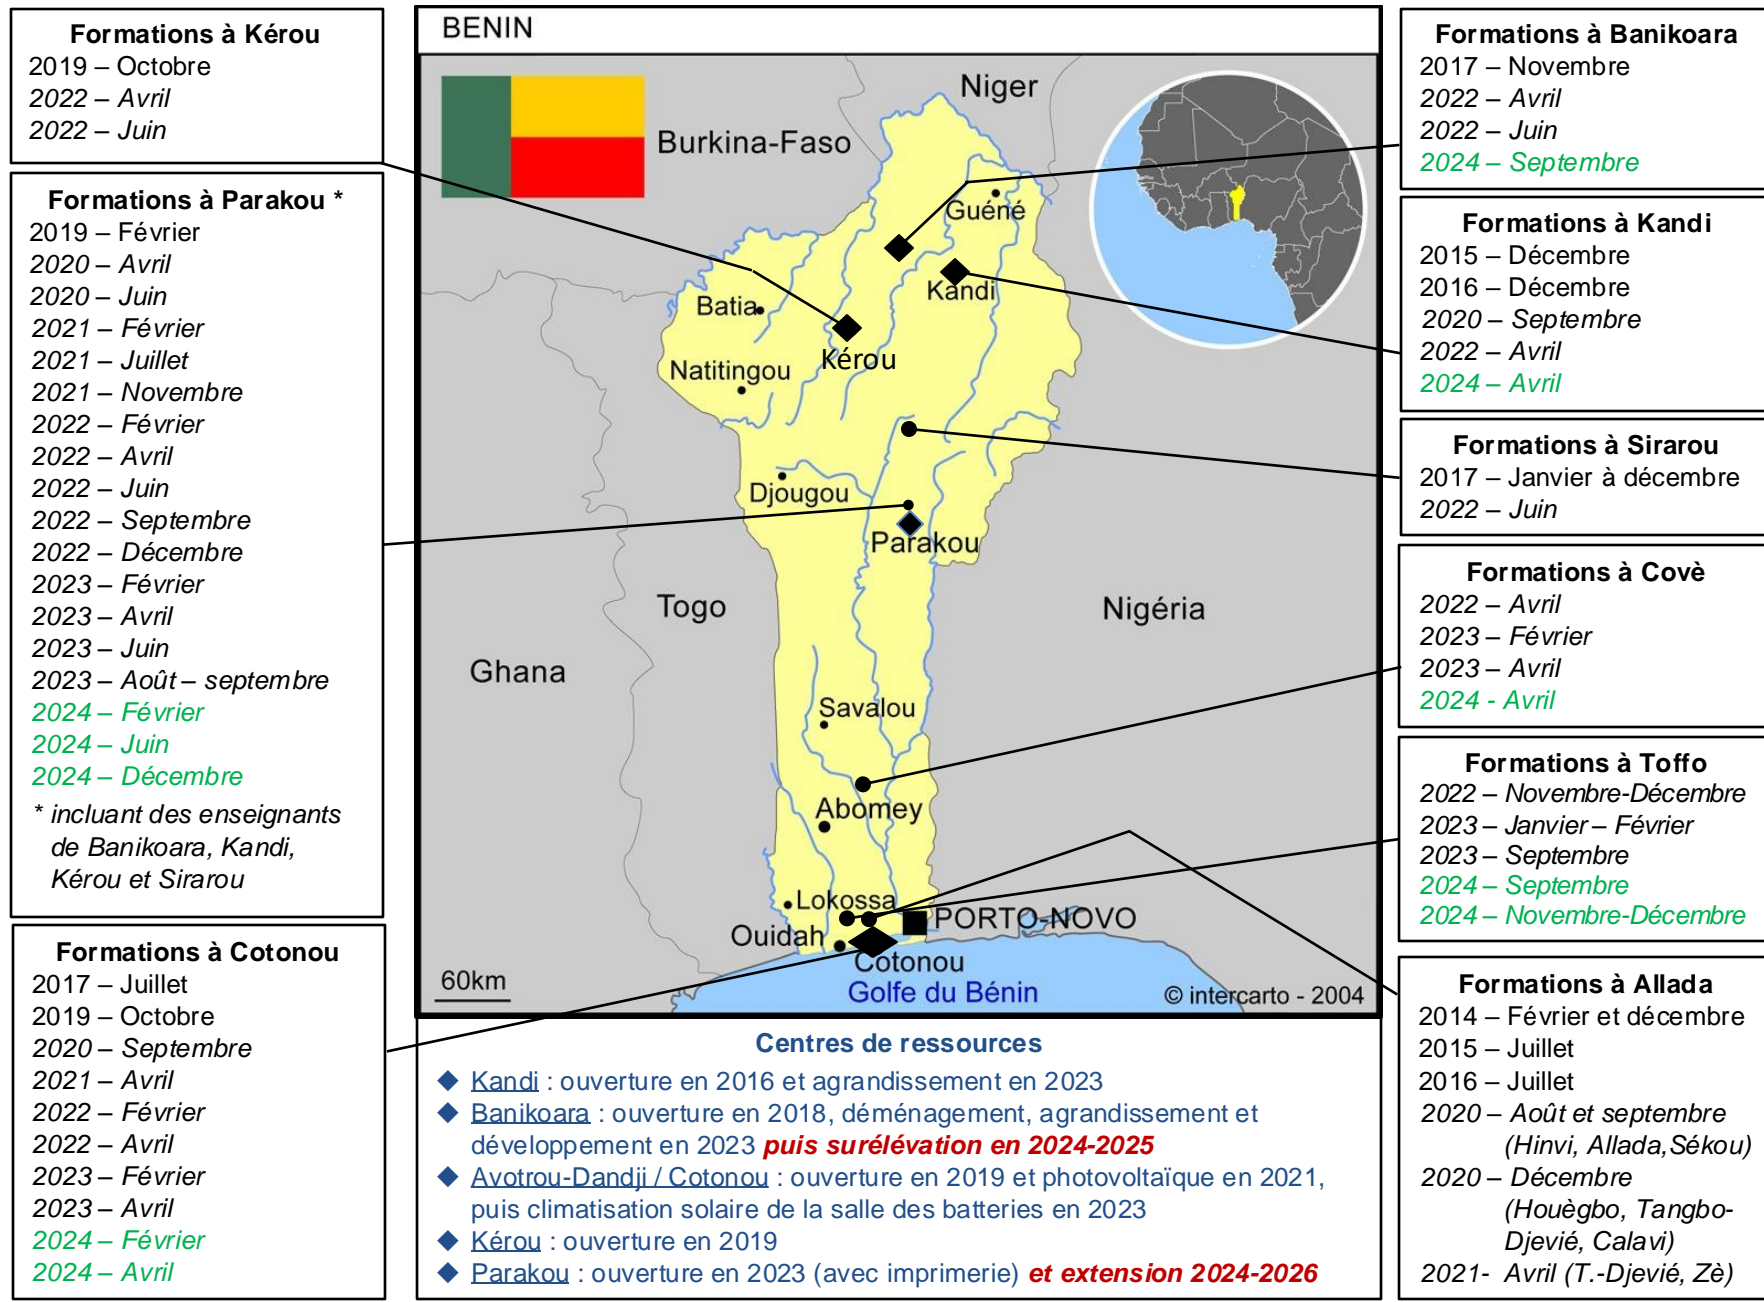 Formations à Kérou
2019 – Octobre
2022 – Avril
2022 – Juin
Formations à Parakou *
2019 – Février
2020 – Avril
2020 – Juin
2021 – Février
2021 – Juillet
2021 – Novembre
2022 – Février
2022 – Avril
2022 – Juin
2022 – Septembre
2022 – Décembre
2023 – Février
2023 – Avril
2023 – Juin
2023 – Août – septembre
2024 – Février
2024 – Juin
2024 – Décembre
* incluant des enseignants
de Banikoara, Kandi,
Kérou et Sirarou
Formations à Cotonou
2017 – Juillet
2019 – Octobre
2020 – Septembre
2021 – Avril
2022 – Février
2022 – Avril
2023 – Février
2023 – Avril
2024 – Février
2024 – Avril
BENIN
Niger
Burkina-Faso
Guéné
Kandi
Batia
Kérou
Natitingou
Djougou
Parakou
Togo
Nigéria
Ghana
Savalou
Abomey
Lokossa
PORTO-NOVO
Ouidah
Cotonou
60km
Golfe du Bénin
© intercarto - 2004
Centres de ressources
Kandi : ouverture en 2016 et agrandissement en 2023
Banikoara : ouverture en 2018, déménagement, agrandissement et
développement en 2023 puis surélévation en 2024-2025
Avotrou-Dandji / Cotonou : ouverture en 2019 et photovoltaïque en 2021,
puis climatisation solaire de la salle des batteries en 2023
Kérou : ouverture en 2019
Parakou : ouverture en 2023 (avec imprimerie) et extension 2024-2026
Formations à Banikoara
2017 – Novembre
2022 – Avril
2022 – Juin
2024 – Septembre
Formations à Kandi
2015 – Décembre
2016 – Décembre
2020 – Septembre
2022 – Avril
2024 – Avril
Formations à Sirarou
2017 – Janvier à décembre
2022 – Juin
Formations à Covè
2022 – Avril
2023 – Février
2023 – Avril
2024 - Avril
Formations à Toffo
2022 – Novembre-Décembre
2023 – Janvier – Février
2023 – Septembre
2024 – Septembre
2024 – Novembre-Décembre
Formations à Allada
2014 – Février et décembre
2015 – Juillet
2016 – Juillet
2020 – Août et septembre
(Hinvi, Allada,Sékou)
2020 – Décembre
(Houègbo, Tangbo-
Djevié, Calavi)
2021- Avril (T.-Djevié, Zè)